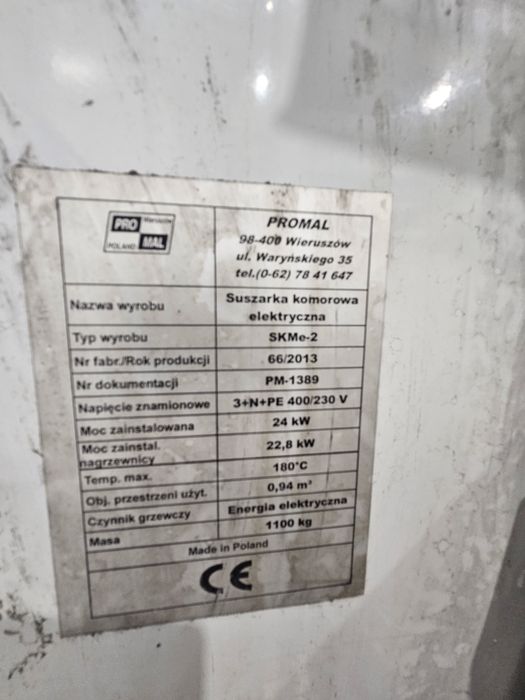 PRO Wieruszów
POLAND MAL
PROMAL
98-400 Wieruszów
ul. Waryńskiego 35
tel.(0-62) 78 41 647
Nazwa wyrobu Suszarka komorowa elektryczna
Typ wyrobu SKMe-2
Nr fabr./Rok produkcji 66/2013
Nr dokumentacji PM-1389
Napięcie znamionowe 3+N+PE 400/230 V
Moc zainstalowana 24 kW
Moc zainstal. nagrzewnicy 22,8 kW
Temp. max. 180°C
Obj. przestrzeni użyt. 0,94 m³
Czynnik grzewczy Energia elektryczna
Masa 1100 kg
Made in Poland
CE